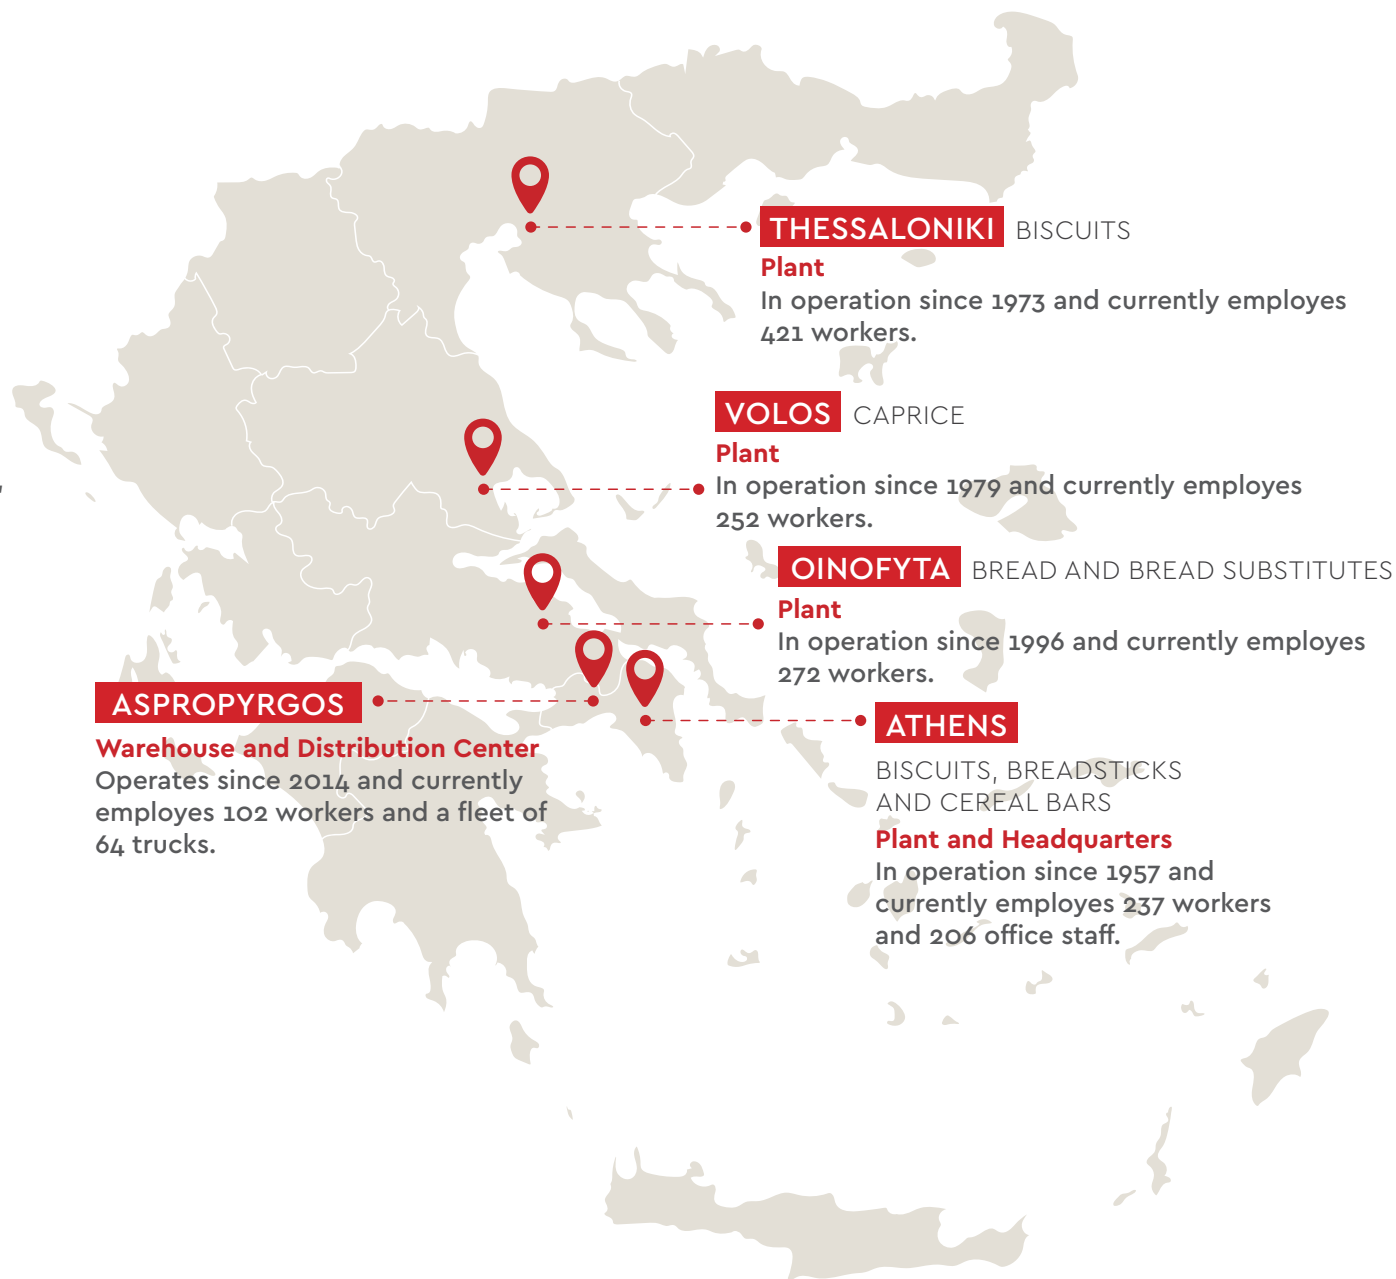 THESSALONIKI BISCUITS
Plant
In operation since 1973 and currently employes
421 workers.
VOLOS CAPRICE
Plant
In operation since 1979 and currently employes
252 workers.
OINOFYTA BREAD AND BREAD SUBSTITUTES
Plant
In operation since 1996 and currently employes
272 workers.
ASPROPYRGOS
Warehouse and Distribution Center
Operates since 2014 and currently
employes 102 workers and a fleet of
64 trucks.
ATHENS
BISCUITS, BREADSTICKS
AND CEREAL BARS
Plant and Headquarters
In operation since 1957 and
currently employes 237 workers
and 206 office staff.